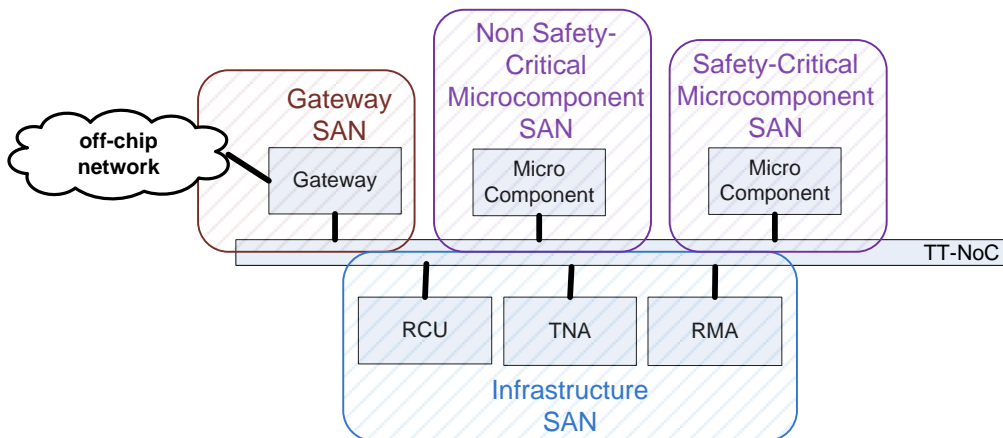 Non Safety-
Critical
Microcomponent
SAN
Safety-Critical
Microcomponent
SAN
Gateway
SAN
off-chip
network
Gateway
Micro
Component
Micro
Component
TT-NoC
RCU
TNA
RMA
Infrastructure
SAN